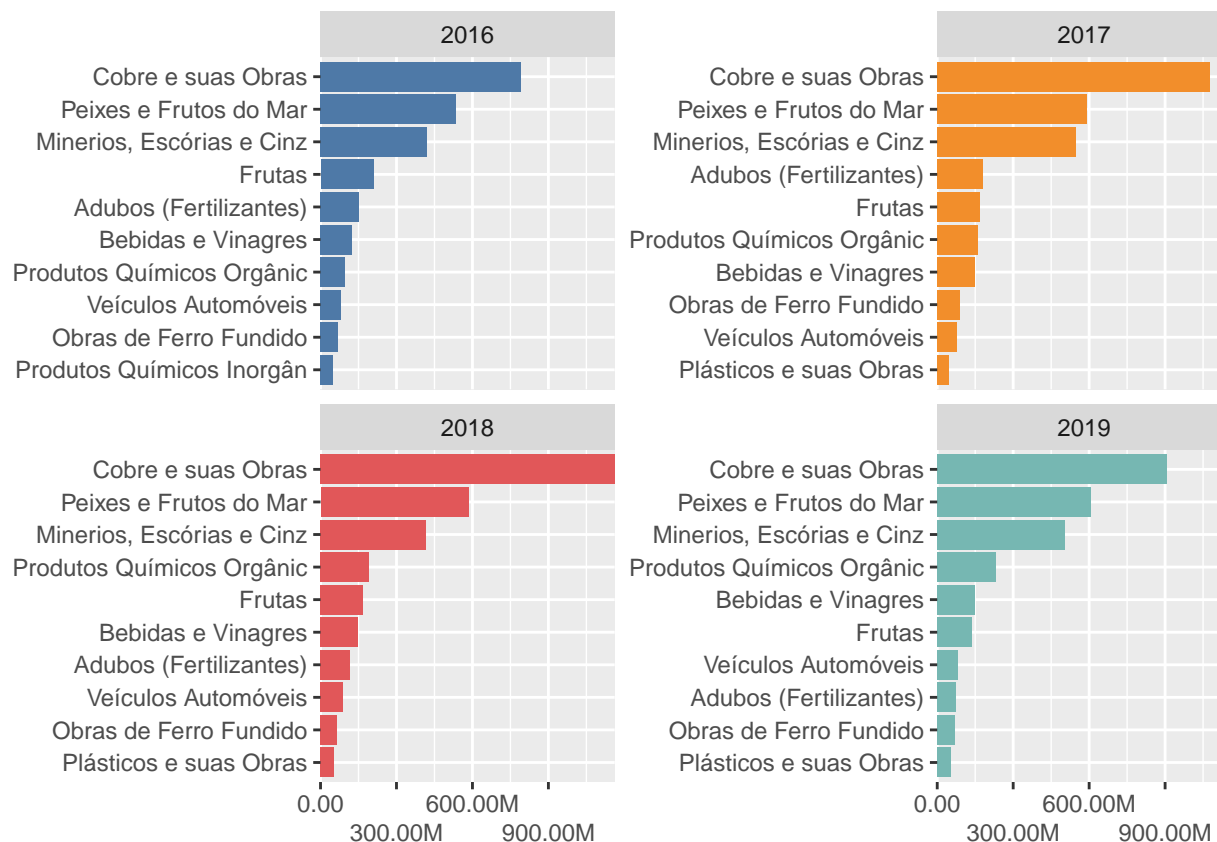 2016
Cobre e suas Obras
Peixes e Frutos do Mar
Minerios, Escórias e Cinz
Frutas
Adubos (Fertilizantes)
Bebidas e Vinagres
Produtos Químicos Orgânic
Veículos Automóveis
Obras de Ferro Fundido
Produtos Químicos Inorgân
2017
Cobre e suas Obras
Peixes e Frutos do Mar
Minerios, Escórias e Cinz
Adubos (Fertilizantes)
Frutas
Produtos Químicos Orgânic
Bebidas e Vinagres
Obras de Ferro Fundido
Veículos Automóveis
Plásticos e suas Obras
2018
Cobre e suas Obras
Peixes e Frutos do Mar
Minerios, Escórias e Cinz
Produtos Químicos Orgânic
Frutas
Bebidas e Vinagres
Adubos (Fertilizantes)
Veículos Automóveis
Obras de Ferro Fundido
Plásticos e suas Obras
0.00 600.00M
300.00M 900.00M
2019
Cobre e suas Obras
Peixes e Frutos do Mar
Minerios, Escórias e Cinz
Produtos Químicos Orgânic
Bebidas e Vinagres
Frutas
Veículos Automóveis
Adubos (Fertilizantes)
Obras de Ferro Fundido
Plásticos e suas Obras
0.00 600.00M
300.00M 900.00M